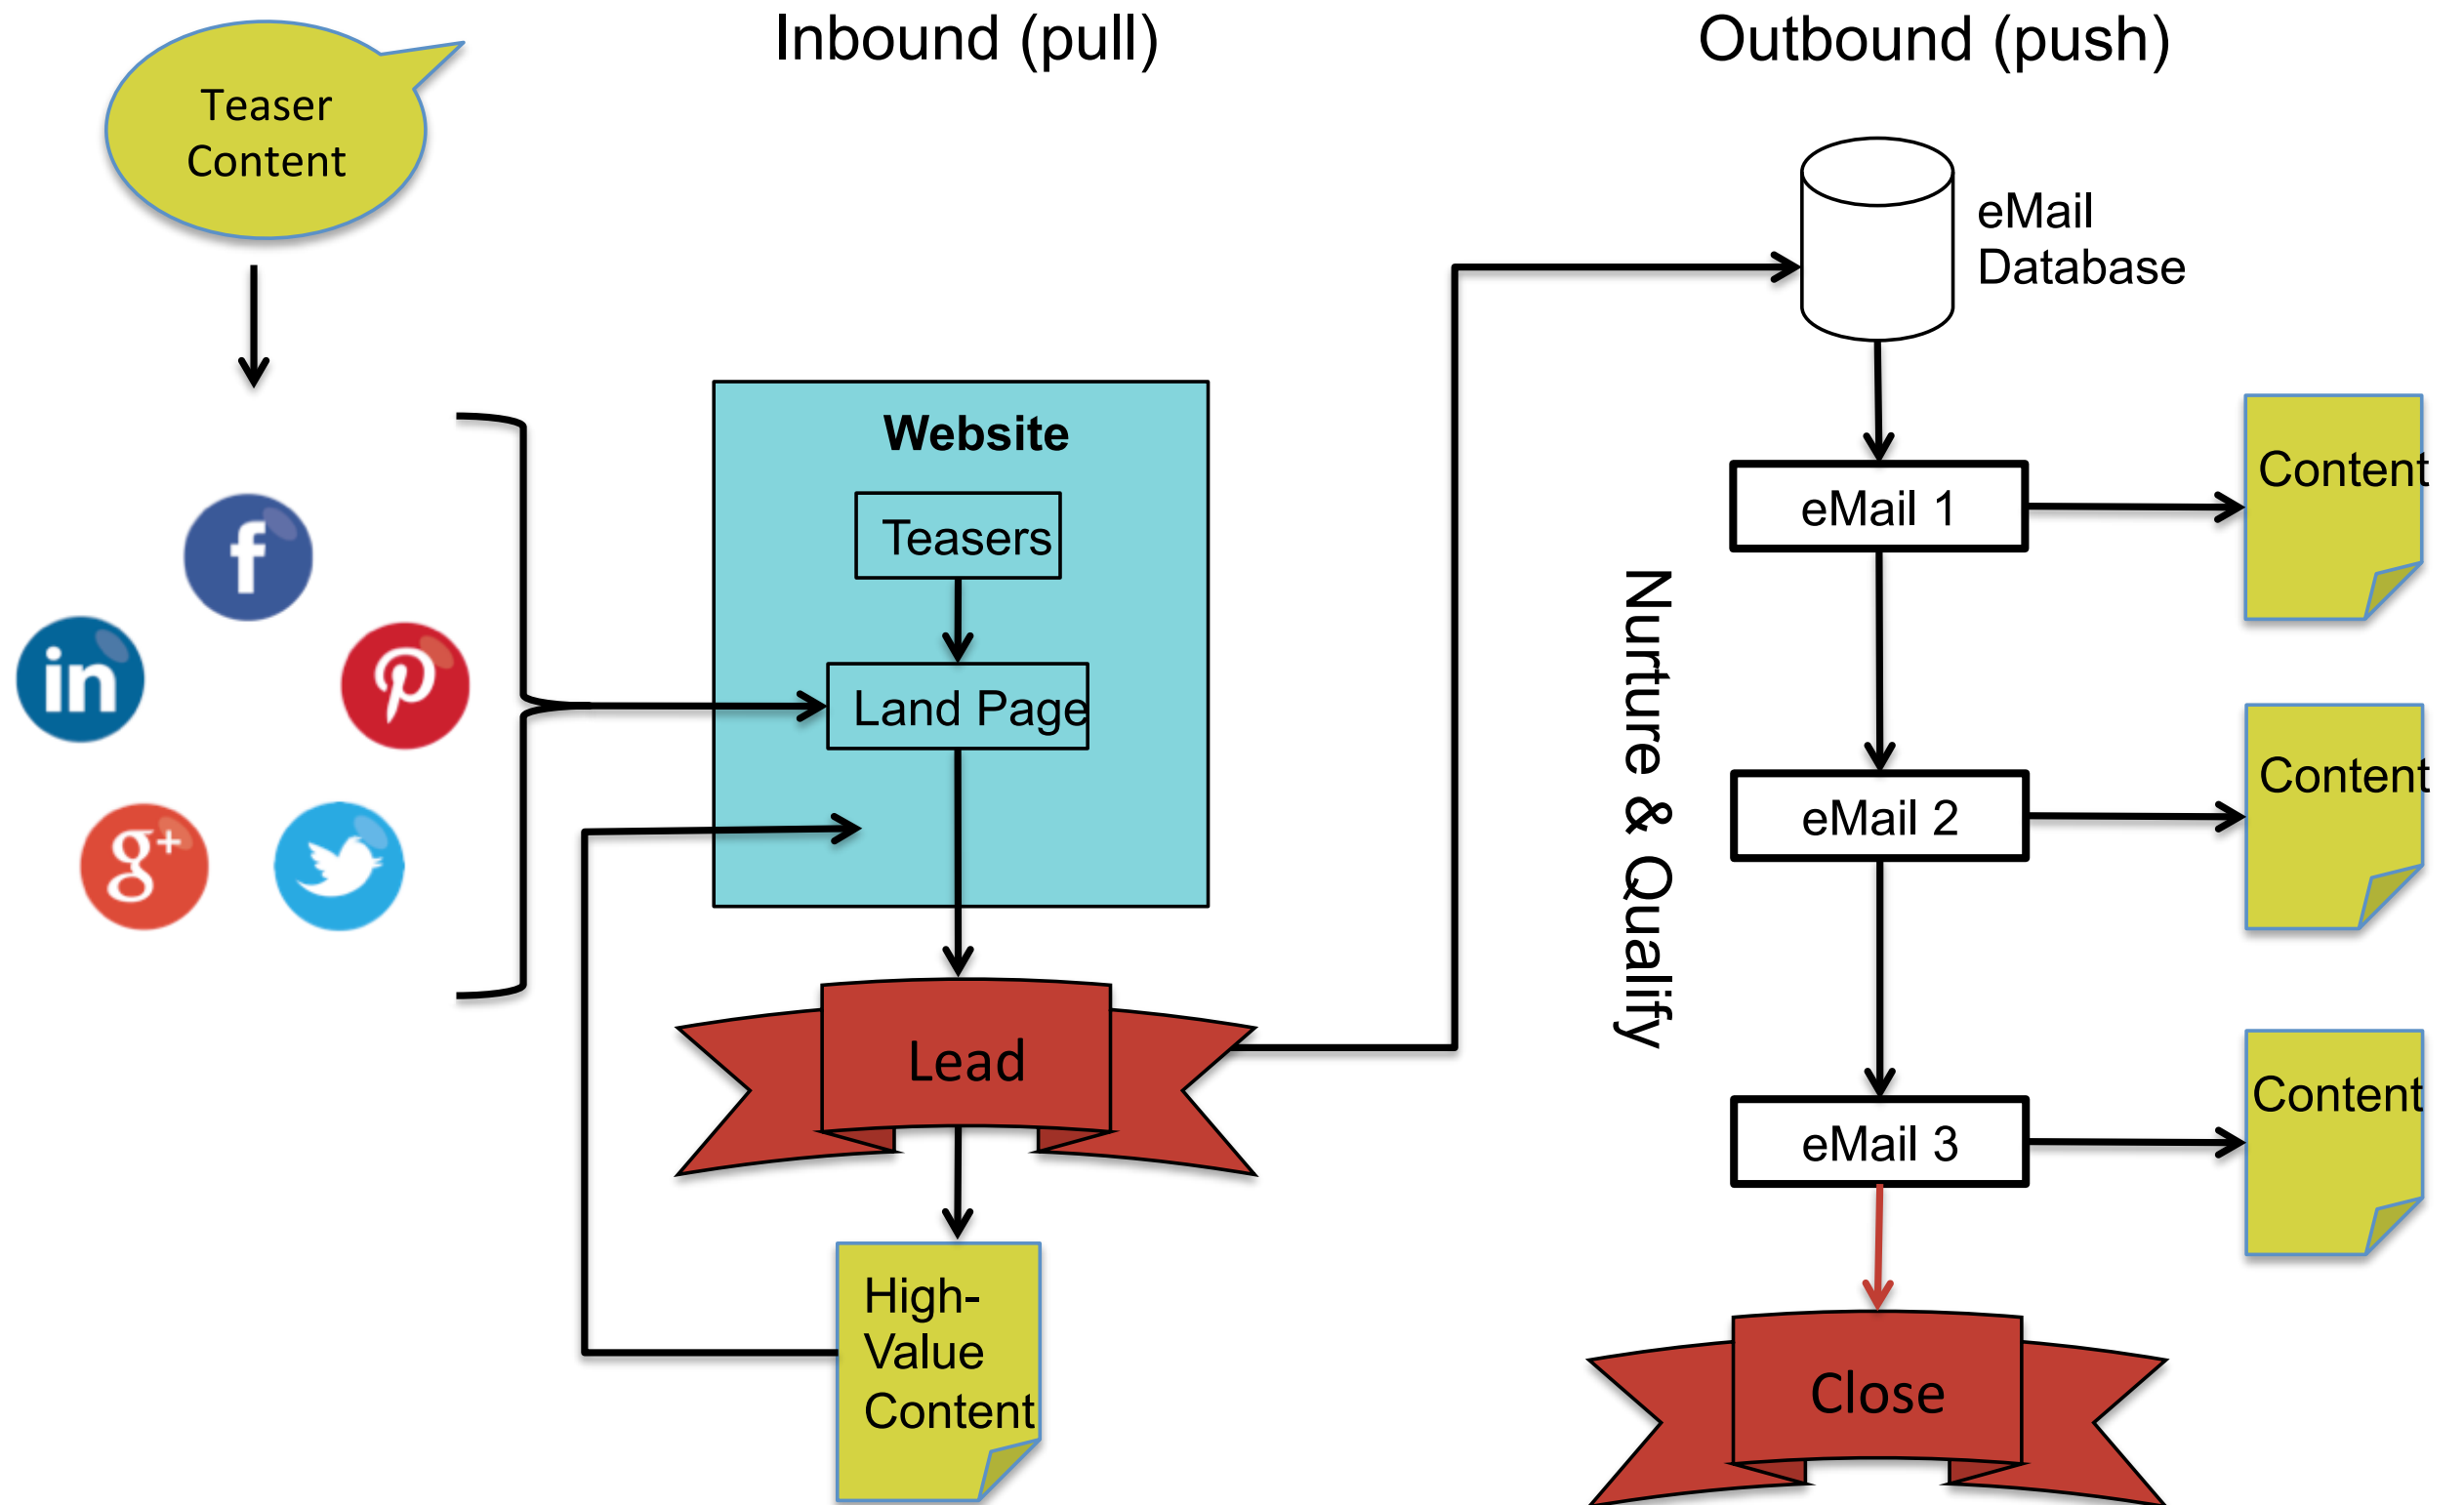 Inbound (pull)
Outbound (push)
Teaser
Content
eMail
Database
Website
Teasers
Land Page
f
in
g+
Lead
High-
Value
Content
Nurture & Qualify
eMail 1
Content
eMail 2
Content
eMail 3
Content
Close